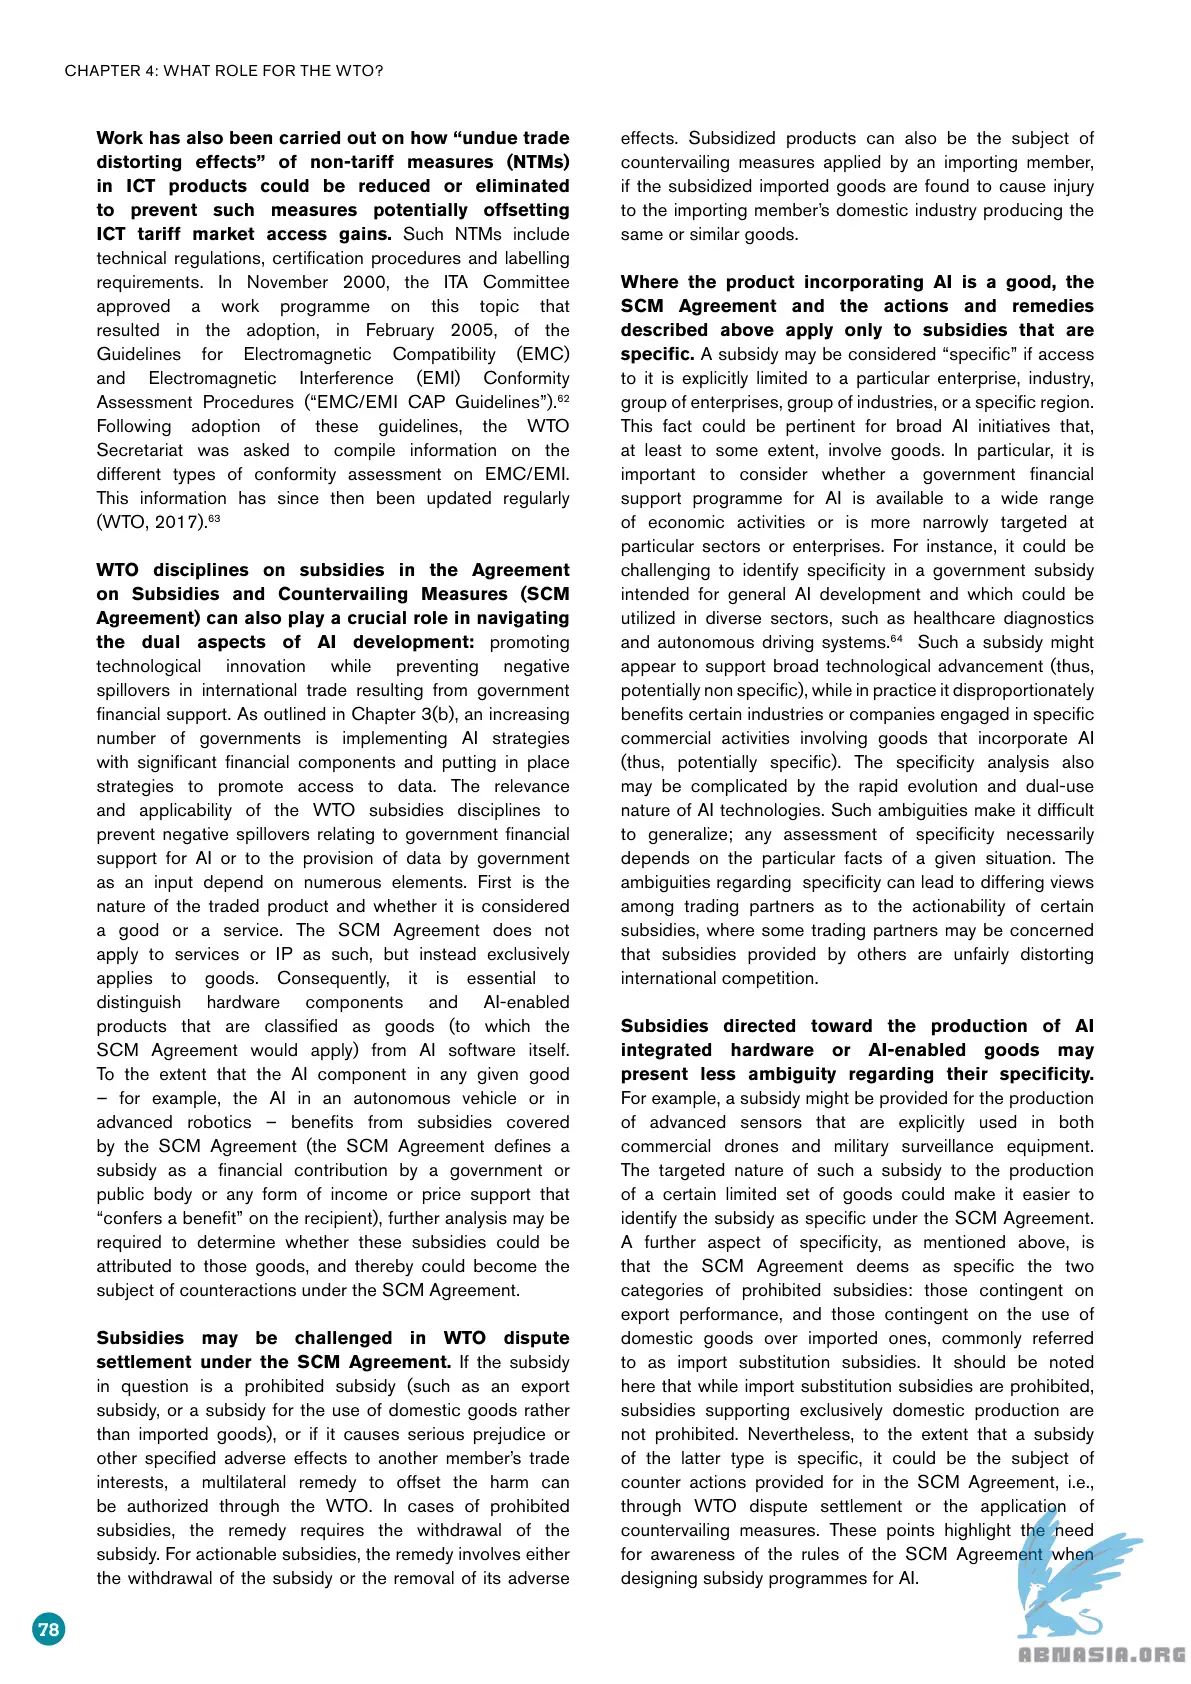 CHAPTER 4: WHAT ROLE FOR THE WTO?
Work has also been carried out on how “undue trade
distorting effects” of non-tariff measures (NTMs)
in ICT products could be reduced or eliminated
to prevent such measures potentially offsetting
ICT tariff market access gains. Such NTMs include
technical regulations, certification procedures and labelling
requirements. In November 2000, the ITA Committee
approved a work programme on this topic that
resulted in the adoption, in February 2005, of the
Guidelines for Electromagnetic Compatibility (EMC)
and Electromagnetic Interference (EMI) Conformity
Assessment Procedures (“EMC/EMI CAP Guidelines”).62
Following adoption of these guidelines, the WTO
Secretariat was asked to compile information on the
different types of conformity assessment on EMC/EMI.
This information has since then been updated regularly
(WTO, 2017).63
WTO disciplines on subsidies in the Agreement
on Subsidies and Countervailing Measures (SCM
Agreement) can also play a crucial role in navigating
the dual aspects of AI development: promoting
technological innovation while preventing negative
spillovers in international trade resulting from government
financial support. As outlined in Chapter 3(b), an increasing
number of governments is implementing AI strategies
with significant financial components and putting in place
strategies to promote access to data. The relevance
and applicability of the WTO subsidies disciplines to
prevent negative spillovers relating to government financial
support for AI or to the provision of data by government
as an input depend on numerous elements. First is the
nature of the traded product and whether it is considered
a good or a service. The SCM Agreement does not
apply to services or IP as such, but instead exclusively
applies to goods. Consequently, it is essential to
distinguish hardware components and AI-enabled
products that are classified as goods (to which the
SCM Agreement would apply) from AI software itself.
To the extent that the AI component in any given good
– for example, the AI in an autonomous vehicle or in
advanced robotics – benefits from subsidies covered
by the SCM Agreement (the SCM Agreement defines a
subsidy as a financial contribution by a government or
public body or any form of income or price support that
“confers a benefit” on the recipient), further analysis may be
required to determine whether these subsidies could be
attributed to those goods, and thereby could become the
subject of counteractions under the SCM Agreement.
Subsidies may be challenged in WTO dispute
settlement under the SCM Agreement. If the subsidy
in question is a prohibited subsidy (such as an export
subsidy, or a subsidy for the use of domestic goods rather
than imported goods), or if it causes serious prejudice or
other specified adverse effects to another member’s trade
interests, a multilateral remedy to offset the harm can
be authorized through the WTO. In cases of prohibited
subsidies, the remedy requires the withdrawal of the
subsidy. For actionable subsidies, the remedy involves either
the withdrawal of the subsidy or the removal of its adverse
effects. Subsidized products can also be the subject of
countervailing measures applied by an importing member,
if the subsidized imported goods are found to cause injury
to the importing member’s domestic industry producing the
same or similar goods.
Where the product incorporating AI is a good, the
SCM Agreement and the actions and remedies
described above apply only to subsidies that are
specific. A subsidy may be considered “specific” if access
to it is explicitly limited to a particular enterprise, industry,
group of enterprises, group of industries, or a specific region.
This fact could be pertinent for broad AI initiatives that,
at least to some extent, involve goods. In particular, it is
important to consider whether a government financial
support programme for AI is available to a wide range
of economic activities or is more narrowly targeted at
particular sectors or enterprises. For instance, it could be
challenging to identify specificity in a government subsidy
intended for general AI development and which could be
utilized in diverse sectors, such as healthcare diagnostics
and autonomous driving systems.64 Such a subsidy might
appear to support broad technological advancement (thus,
potentially non specific), while in practice it disproportionately
benefits certain industries or companies engaged in specific
commercial activities involving goods that incorporate AI
(thus, potentially specific). The specificity analysis also
may be complicated by the rapid evolution and dual-use
nature of AI technologies. Such ambiguities make it difficult
to generalize; any assessment of specificity necessarily
depends on the particular facts of a given situation. The
ambiguities regarding specificity can lead to differing views
among trading partners as to the actionability of certain
subsidies, where some trading partners may be concerned
that subsidies provided by others are unfairly distorting
international competition.
Subsidies directed toward the production of AI
integrated hardware or AI-enabled goods may
present less ambiguity regarding their specificity.
For example, a subsidy might be provided for the production
of advanced sensors that are explicitly used in both
commercial drones and military surveillance equipment.
The targeted nature of such a subsidy to the production
of a certain limited set of goods could make it easier to
identify the subsidy as specific under the SCM Agreement.
A further aspect of specificity, as mentioned above, is
that the SCM Agreement deems as specific the two
categories of prohibited subsidies: those contingent on
export performance, and those contingent on the use of
domestic goods over imported ones, commonly referred
to as import substitution subsidies. It should be noted
here that while import substitution subsidies are prohibited,
subsidies supporting exclusively domestic production are
not prohibited. Nevertheless, to the extent that a subsidy
of the latter type is specific, it could be the subject of
counter actions provided for in the SCM Agreement, i.e.,
through WTO dispute settlement or the application of
countervailing measures. These points highlight the need
for awareness of the rules of the SCM Agreement when
designing subsidy programmes for AI.
78
ABNASIA.ORG